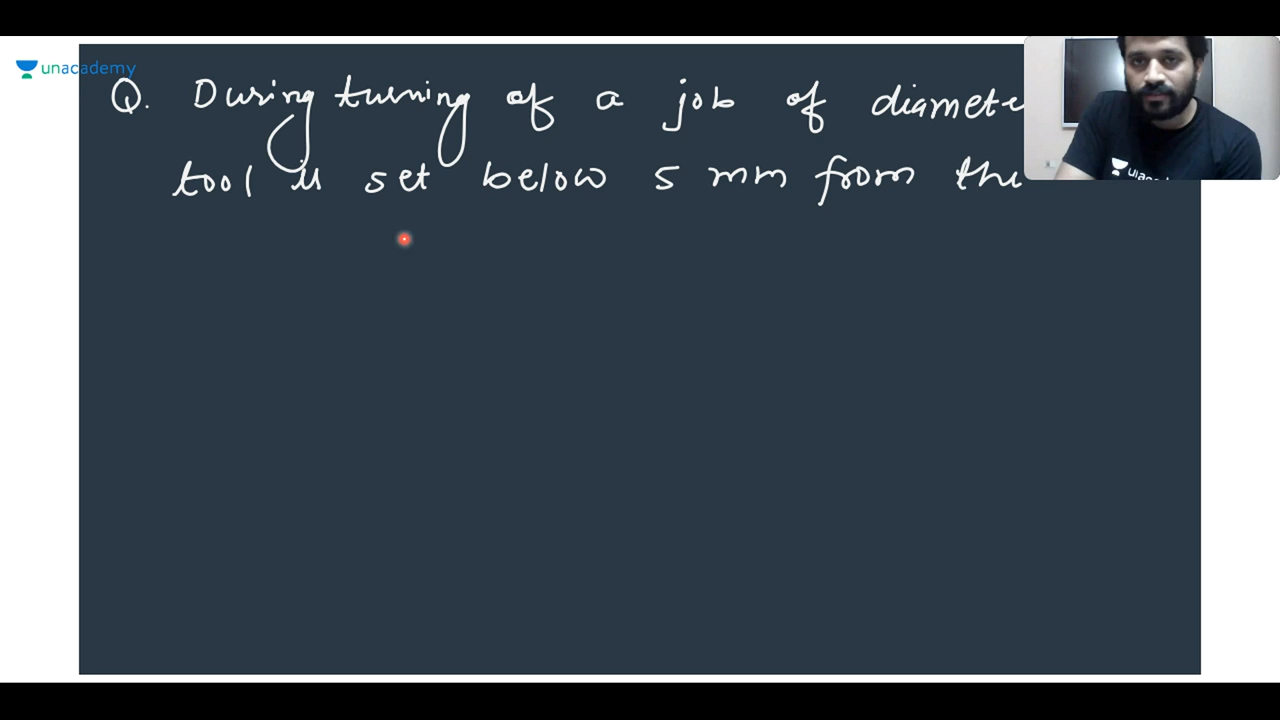 unacademy
Q. During turning of a job of diamete
tool is set below 5 mm from the